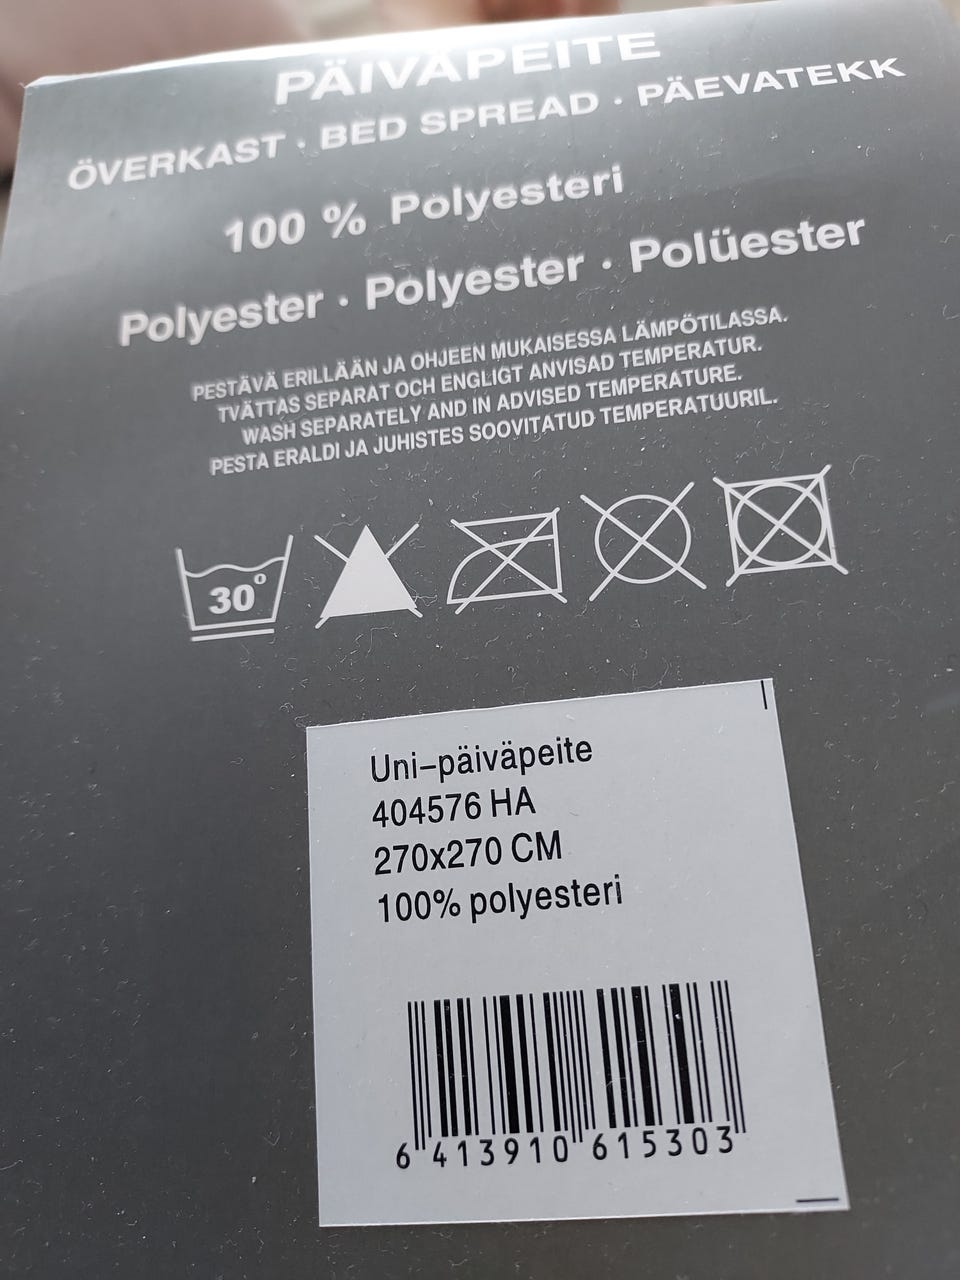 PÄIVÄPEITE
ÖVERKAST · BED SPREAD · PÄEVATEKK
100 % Polyesteri
Polyester · Polyester · Polüester
PESTÄVÄ ERILLÄÄN JA OHJEEN MUKAISESSA LÄMPÖTILASSA.
TVÄTTAS SEPARAT OCH ENGLIGT ANVISAD TEMPERATUR.
WASH SEPARATELY AND IN ADVISED TEMPERATURE.
PESTA ERALDI JA JUHISTES SOOVITATUD TEMPERATUURIL.
30°
Uni-päiväpeite
404576 HA
270x270 CM
100% polyesteri
6 413910 615303